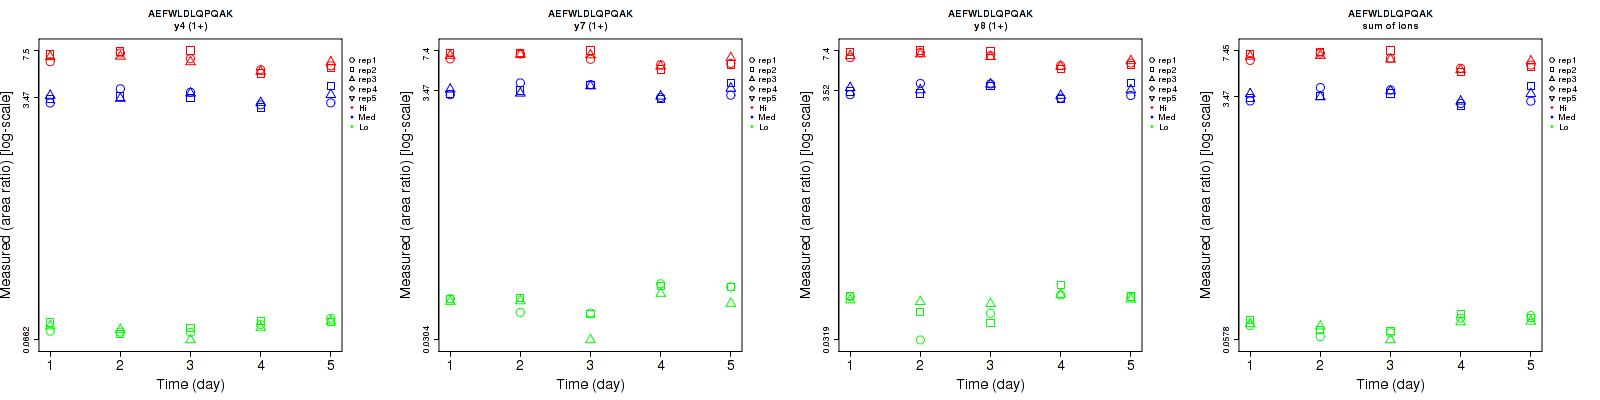 AEFWLDLQPQAK
y4 (1+)
Measured (area ratio) [log-scale]
7.5
3.47
0.0662
1 2 3 4 5
Time (day)
rep1
rep2
rep3
rep4
rep5
Hi
Med
Lo
AEFWLDLQPQAK
y7 (1+)
Measured (area ratio) [log-scale]
7.4
3.47
0.0304
1 2 3 4 5
Time (day)
rep1
rep2
rep3
rep4
rep5
Hi
Med
Lo
AEFWLDLQPQAK
y8 (1+)
Measured (area ratio) [log-scale]
7.4
3.52
0.0319
1 2 3 4 5
Time (day)
rep1
rep2
rep3
rep4
rep5
Hi
Med
Lo
AEFWLDLQPQAK
sum of ions
Measured (area ratio) [log-scale]
7.45
3.47
0.0578
1 2 3 4 5
Time (day)
rep1
rep2
rep3
rep4
rep5
Hi
Med
Lo